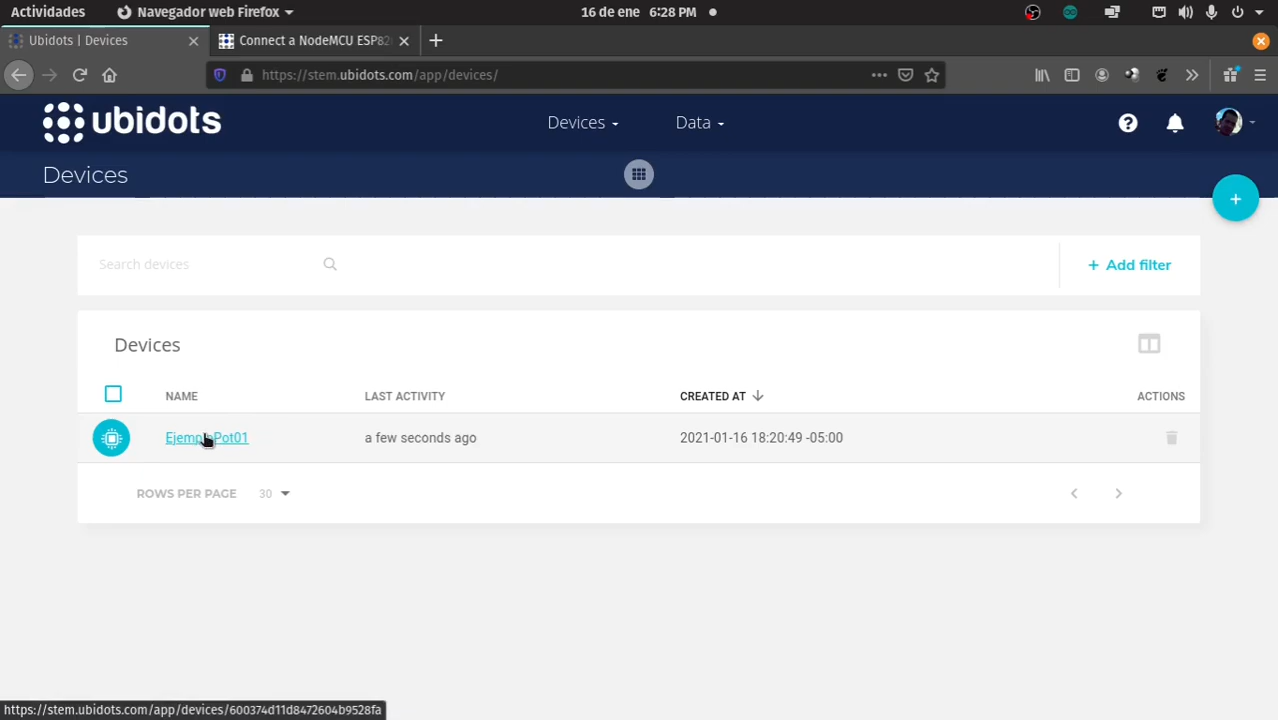 Actividades Navegador web Firefox 16 de ene 6:28 PM
Ubidots | Devices Connect a NodeMCU ESP82
https://stem.ubidots.com/app/devices/
ubidots Devices Data
Devices
+
Search devices + Add filter
Devices
NAME LAST ACTIVITY CREATED AT ACTIONS
EjemploPot01 a few seconds ago 2021-01-16 18:20:49 -05:00
ROWS PER PAGE 30
https://stem.ubidots.com/app/devices/600374d11d8472604b9528fa